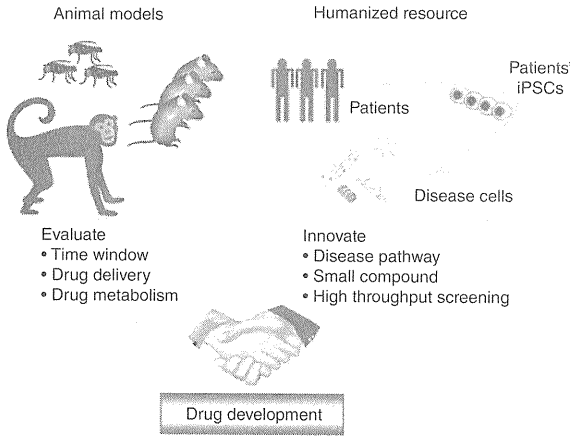 Animal models
Humanized resource
Patients'
iPSCs
Patients
Disease cells
Evaluate
• Time window
• Drug delivery
• Drug metabolism
Innovate
• Disease pathway
• Small compound
• High throughput screening
Drug development